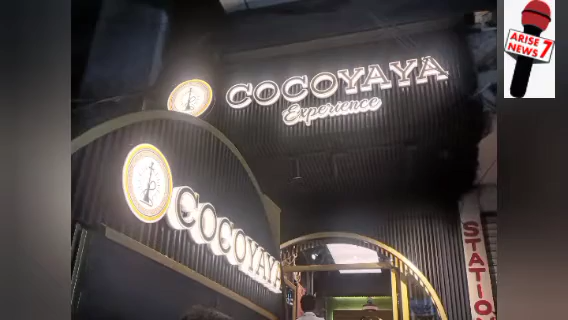 COCOYAYA
Experience
COCOYAYA
ARISE
NEWS 7
STATIO